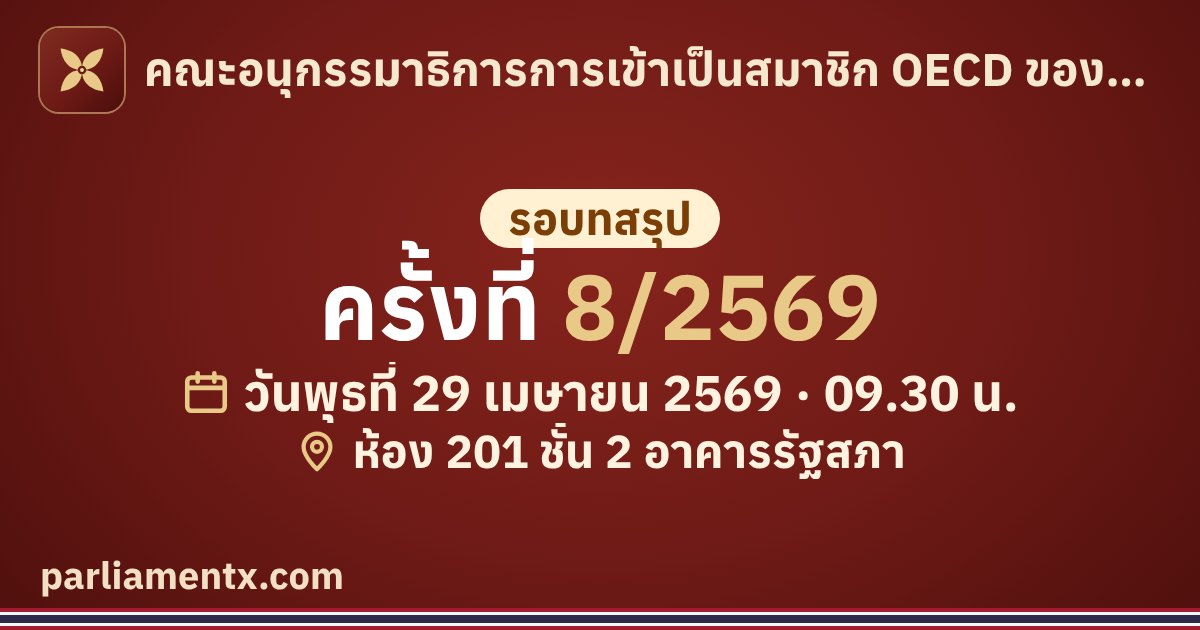 คณะอนุกรรมาธิการการเข้าเป็นสมาชิก OECD ของ...
รอบทสรุป
ครั้งที่ 8/2569
วันพุธที่ 29 เมษายน 2569 · 09.30 น.
ห้อง 201 ชั้น 2 อาคารรัฐสภา
parliamentx.com